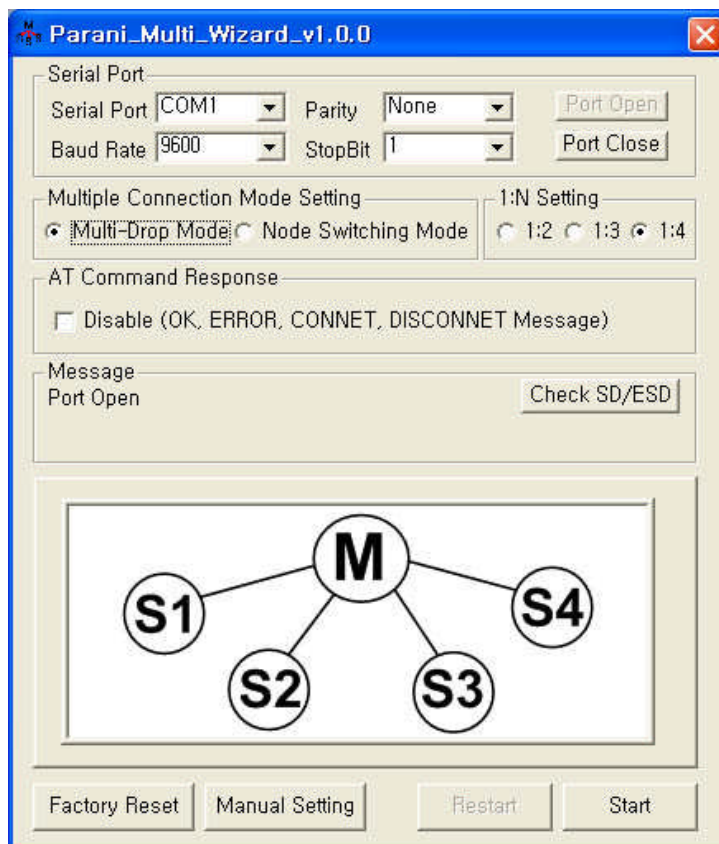 Parani_Multi_Wizard_v1.0.0
Serial Port
Serial Port COM1 Parity None Port Open
Baud Rate 9600 StopBit 1 Port Close
Multiple Connection Mode Setting 1:N Setting
Multi-Drop Mode Node Switching Mode 1:2 1:3 1:4
AT Command Response
Disable (OK, ERROR, CONNET, DISCONNET Message)
Message
Port Open Check SD/ESD
M
S1 S4
S2 S3
Factory Reset Manual Setting Restart Start